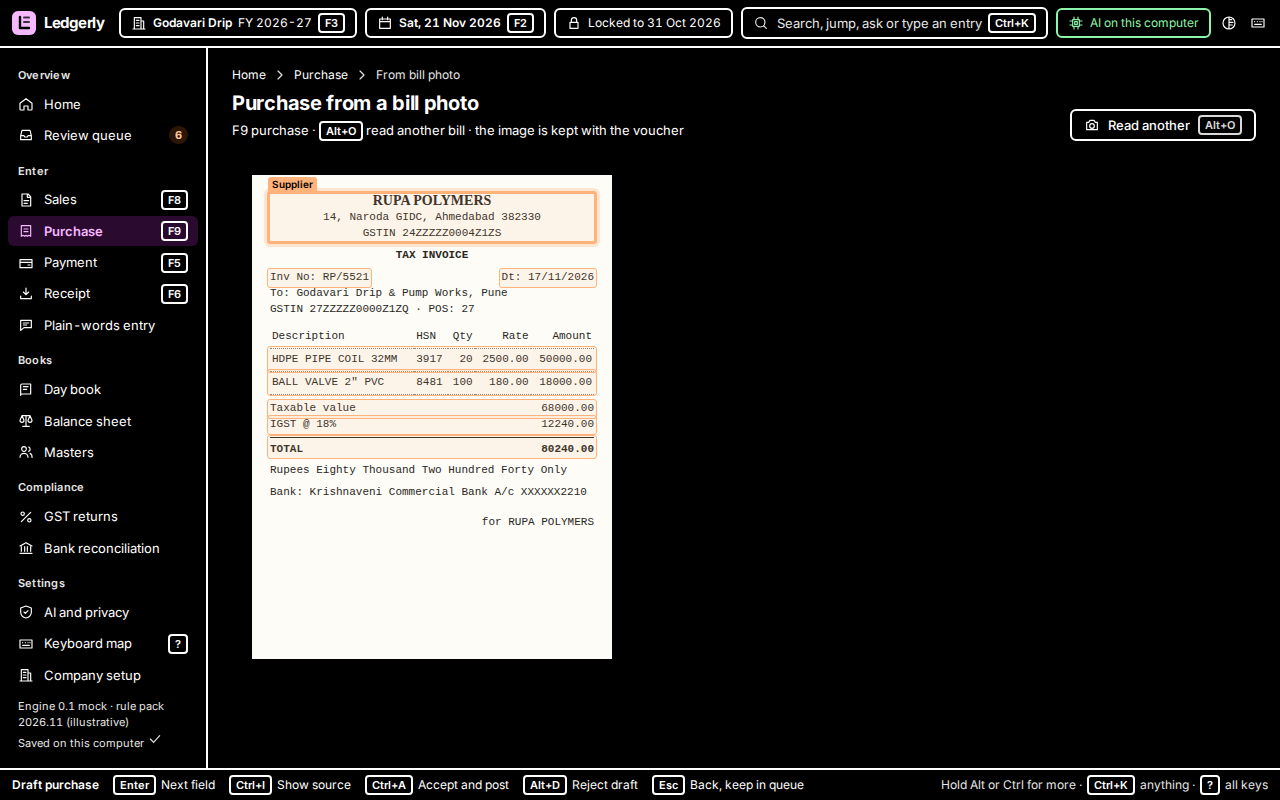 Ledgerly
Godavari Drip FY 2026-27 F3
Sat, 21 Nov 2026 F2
Locked to 31 Oct 2026
Search, jump, ask or type an entry Ctrl+K
AI on this computer
Overview
Home
Review queue 6
Enter
Sales F8
Purchase F9
Payment F5
Receipt F6
Plain-words entry
Books
Day book
Balance sheet
Masters
Compliance
GST returns
Bank reconciliation
Settings
AI and privacy
Keyboard map ?
Company setup
Engine 0.1 mock · rule pack
2026.11 (illustrative)
Saved on this computer
Home > Purchase > From bill photo
Purchase from a bill photo
F9 purchase · Alt+O read another bill · the image is kept with the voucher
Read another Alt+O
Supplier
RUPA POLYMERS
14, Naroda GIDC, Ahmedabad 382330
GSTIN 24ZZZZZ0004Z1ZS
TAX INVOICE
Inv No: RP/5521 Dt: 17/11/2026
To: Godavari Drip & Pump Works, Pune
GSTIN 27ZZZZZ0000Z1ZQ · POS: 27
Description HSN Qty Rate Amount
HDPE PIPE COIL 32MM 3917 20 2500.00 50000.00
BALL VALVE 2" PVC 8481 100 180.00 18000.00
Taxable value 68000.00
IGST @ 18% 12240.00
TOTAL 80240.00
Rupees Eighty Thousand Two Hundred Forty Only
Bank: Krishnaveni Commercial Bank A/c XXXXXX2210
for RUPA POLYMERS
Draft purchase Enter Next field Ctrl+I Show source Ctrl+A Accept and post Alt+D Reject draft Esc Back, keep in queue
Hold Alt or Ctrl for more · Ctrl+K anything · ? all keys